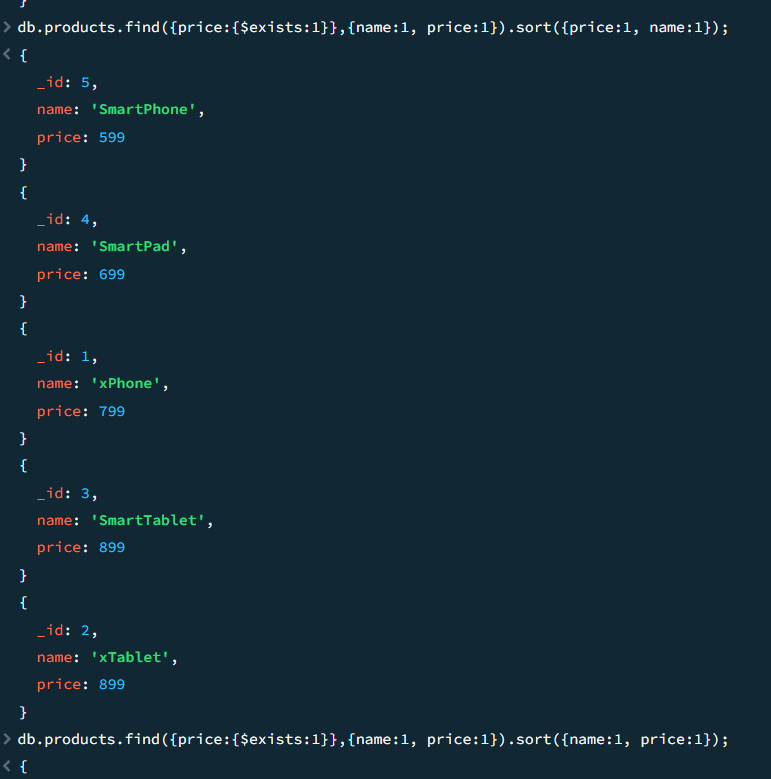 }
> db.products.find({price:{$exists:1}},{name:1, price:1}).sort({price:1, name:1});
< {
_id: 5,
name: 'SmartPhone',
price: 599
}
{
_id: 4,
name: 'SmartPad',
price: 699
}
{
_id: 1,
name: 'xPhone',
price: 799
}
{
_id: 3,
name: 'SmartTablet',
price: 899
}
{
_id: 2,
name: 'xTablet',
price: 899
}
> db.products.find({price:{$exists:1}},{name:1, price:1}).sort({name:1, price:1});
< {